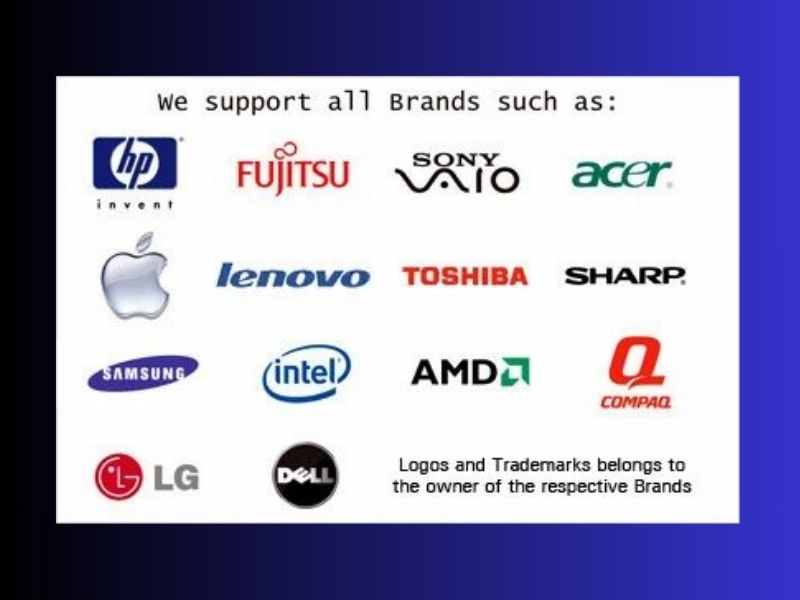 We support all Brands such as:
hp
invent
FUJITSU
SONY
VAIO
acer
lenovo
TOSHIBA
SHARP
SAMSUNG
intel
AMD
Q
COMPAQ
LG LG
DELL
Logos and Trademarks belongs to
the owner of the respective Brands